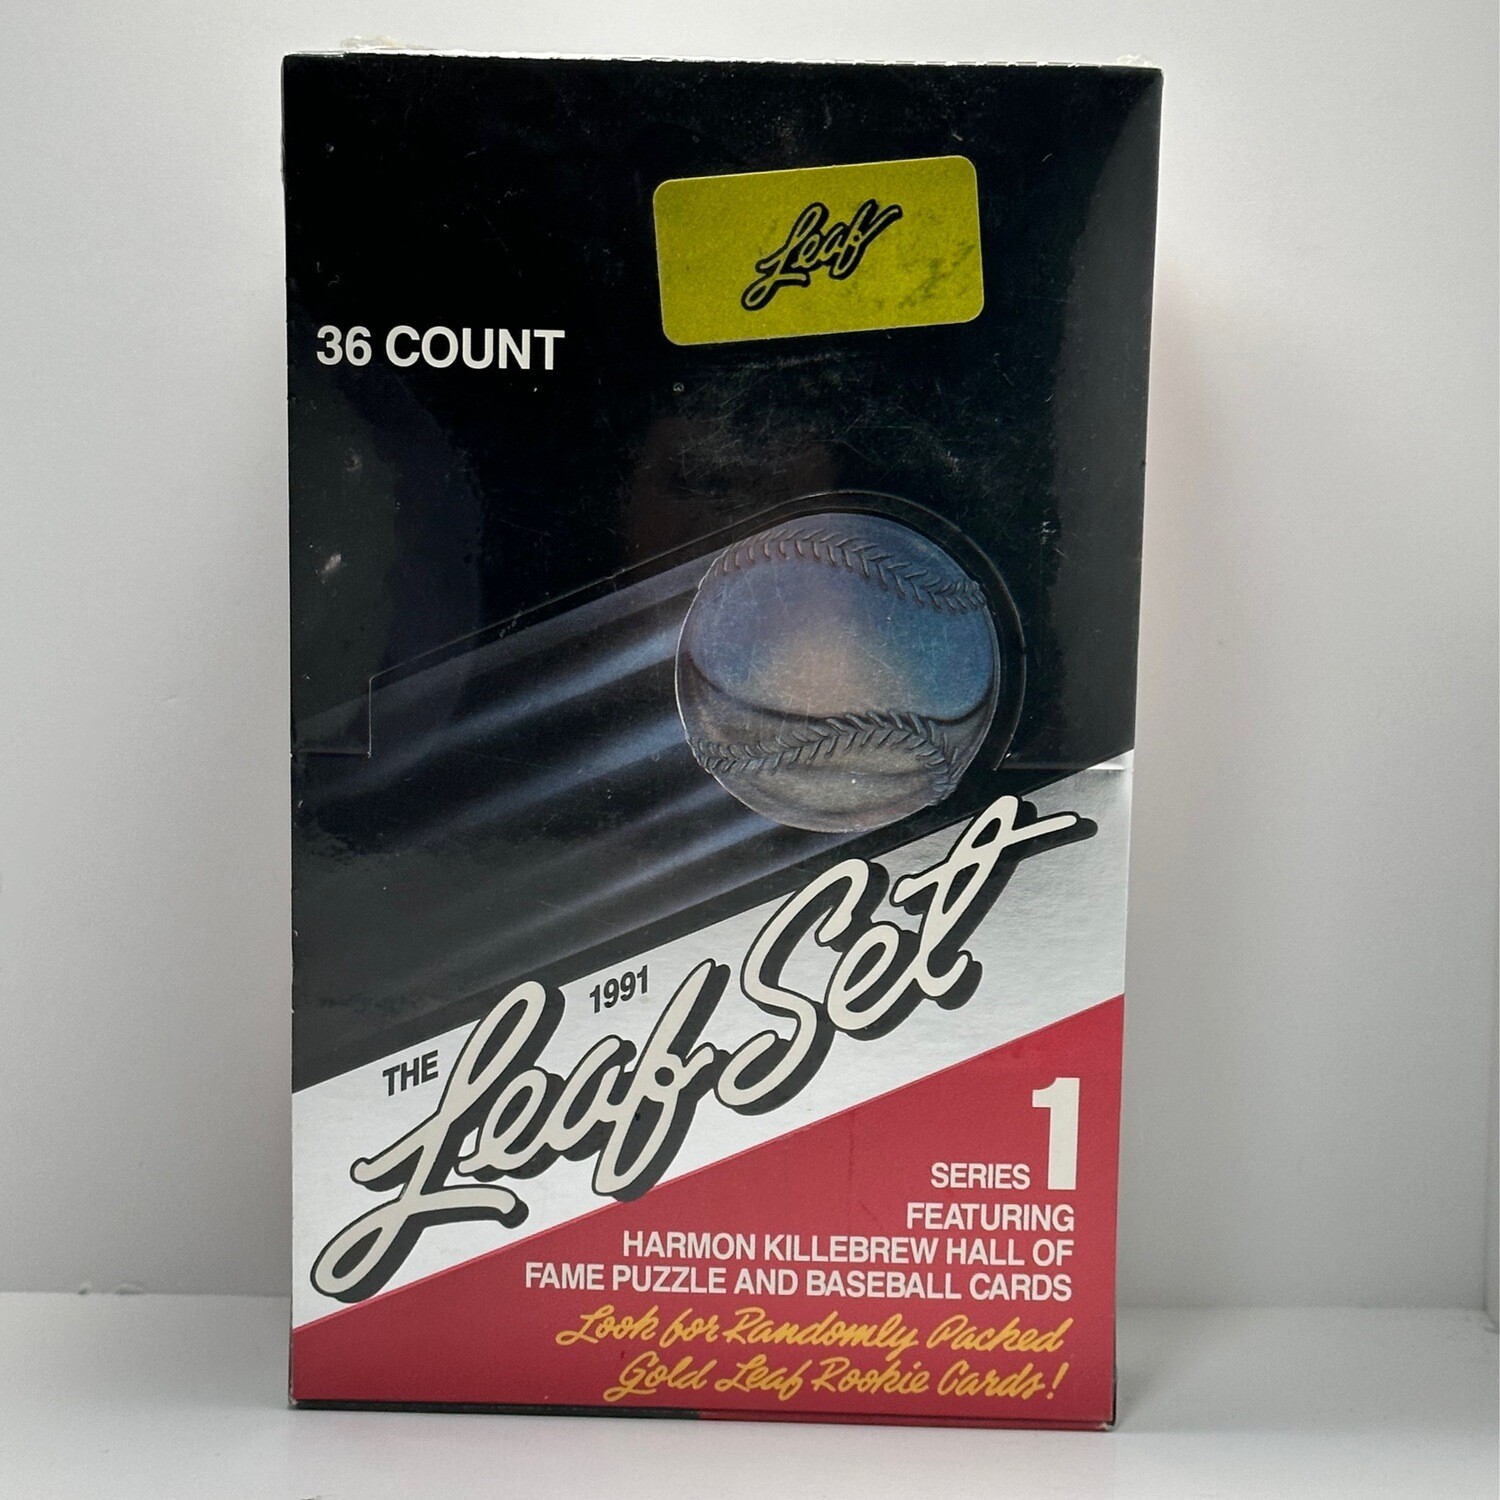 Leaf
36 COUNT
THE 1991
Leaf Set
SERIES 1
FEATURING
HARMON KILLEBREW HALL OF
FAME PUZZLE AND BASEBALL CARDS
Look for Randomly Packed
Gold Leaf Rookie Cards!